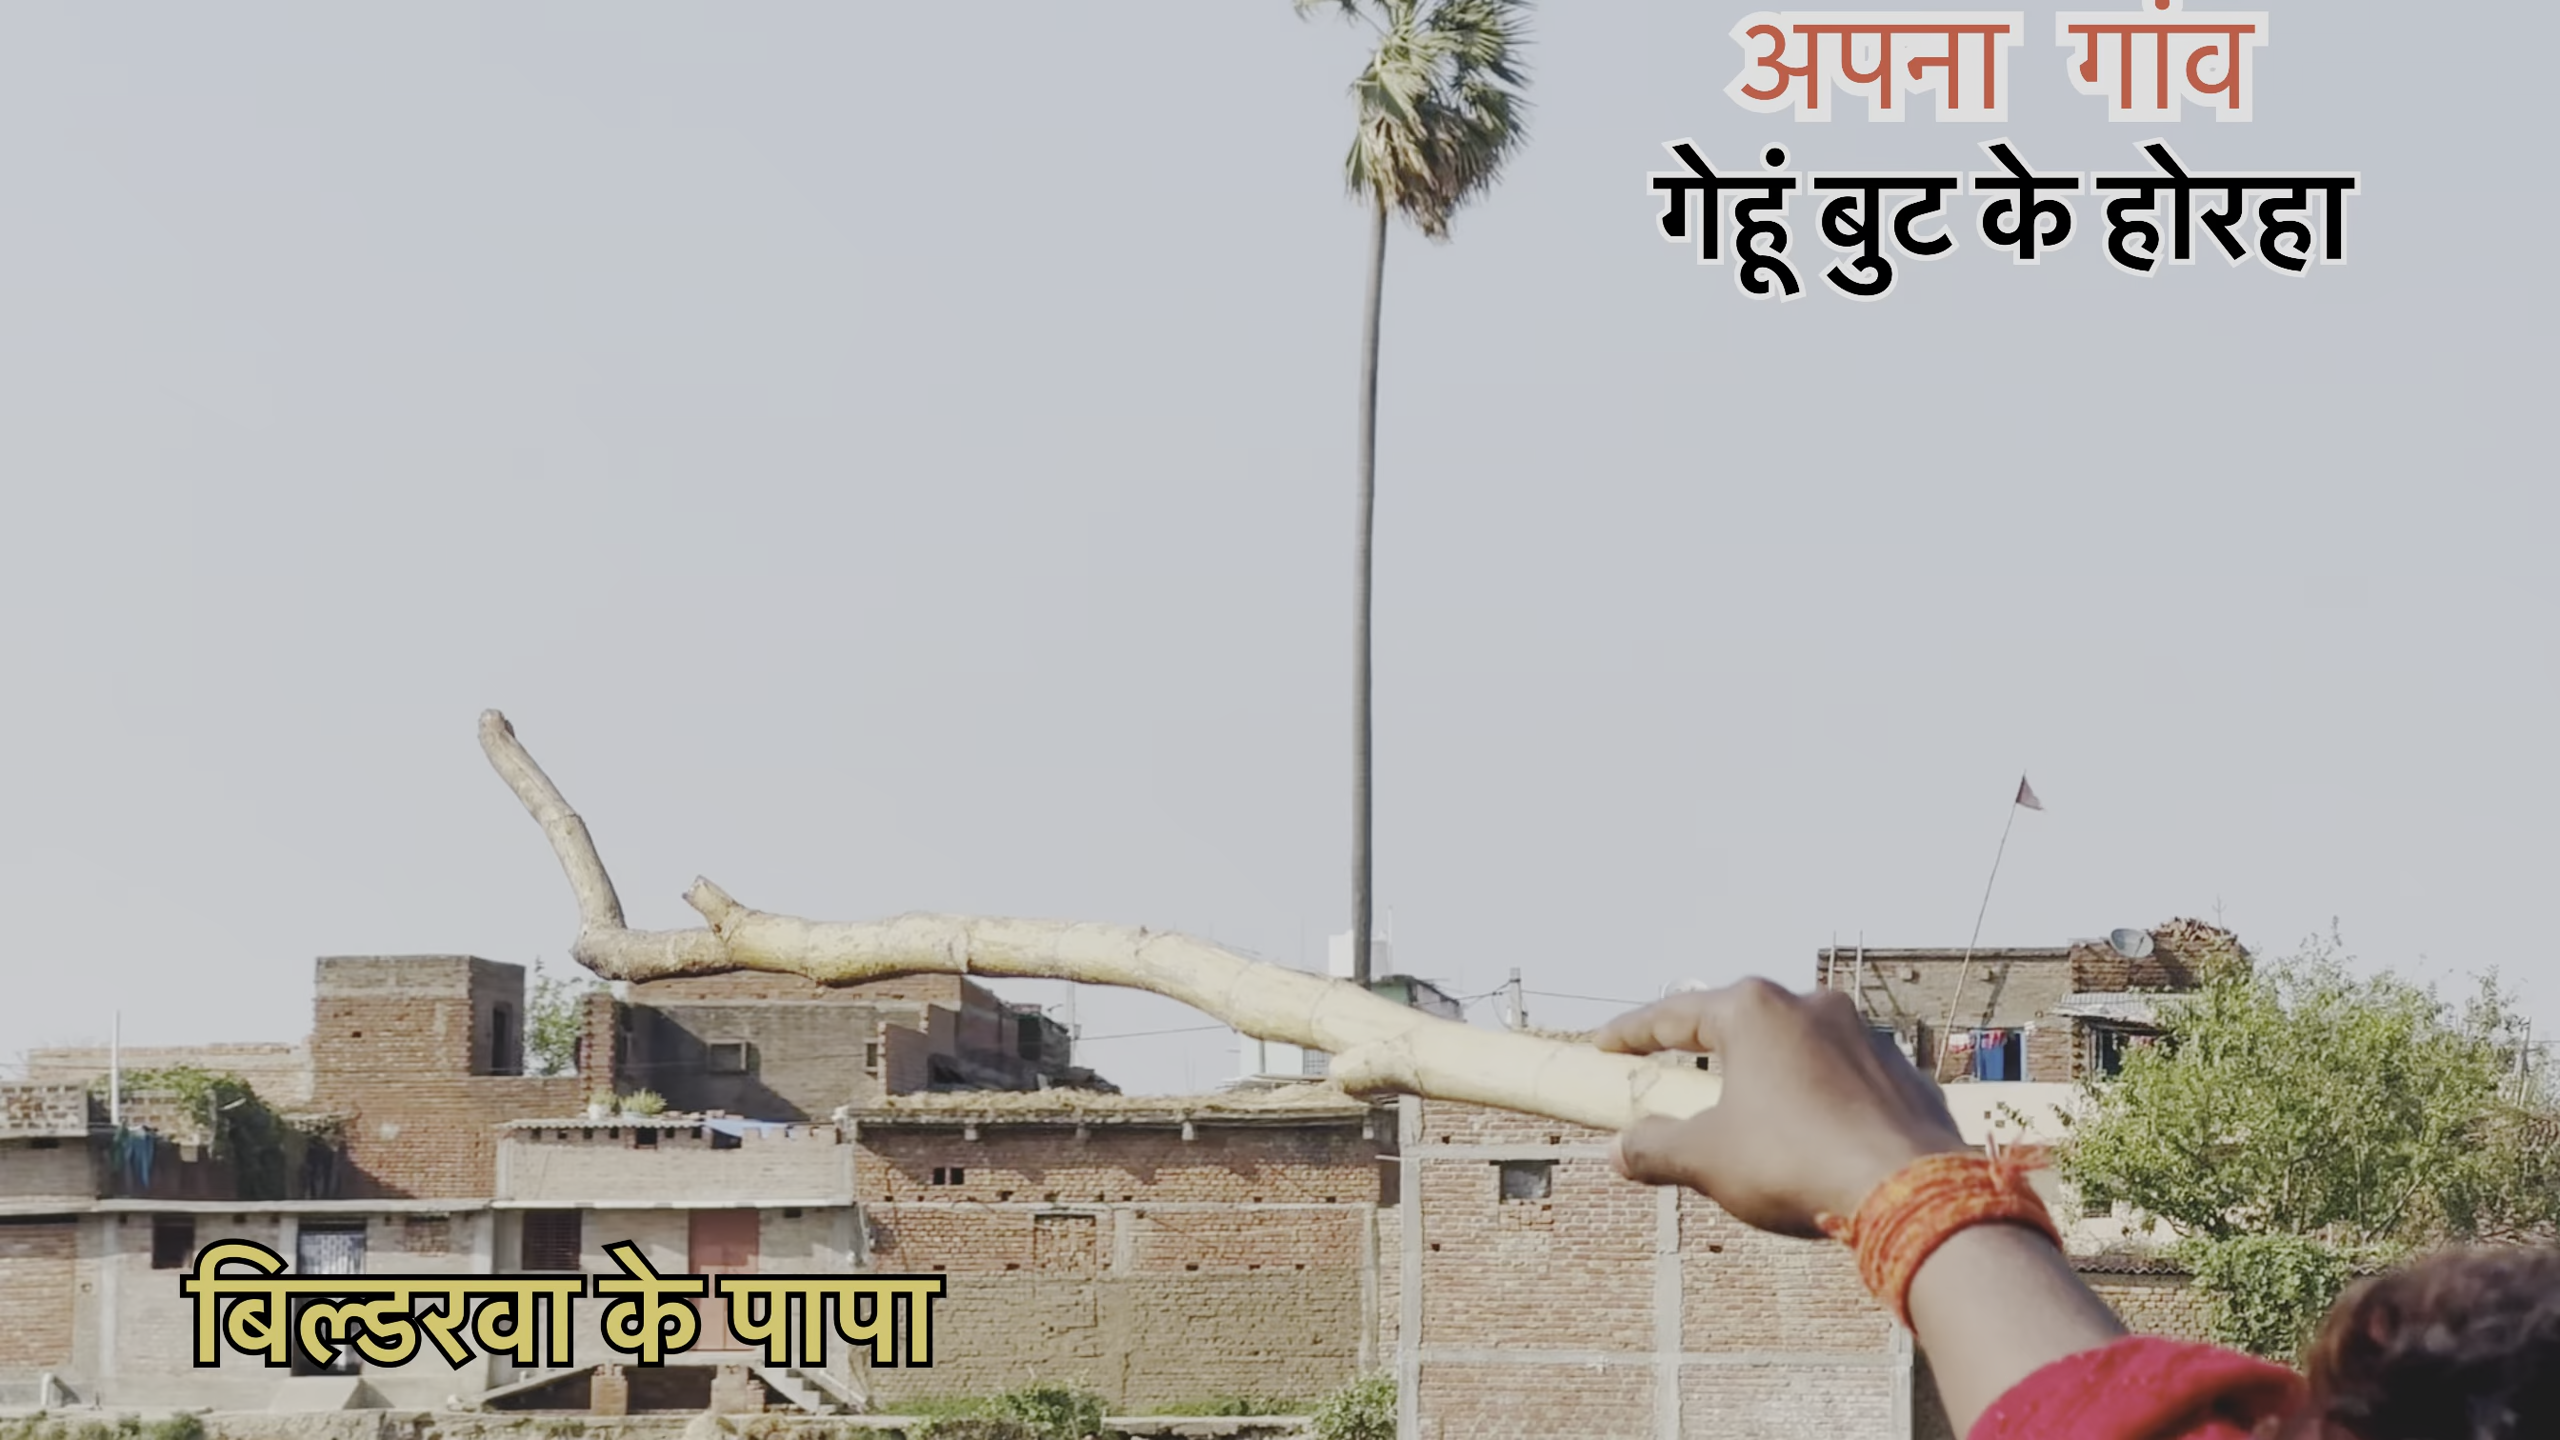 अपना गांव
गेहूं बुट के होरहा
बिल्डरवा के पापा